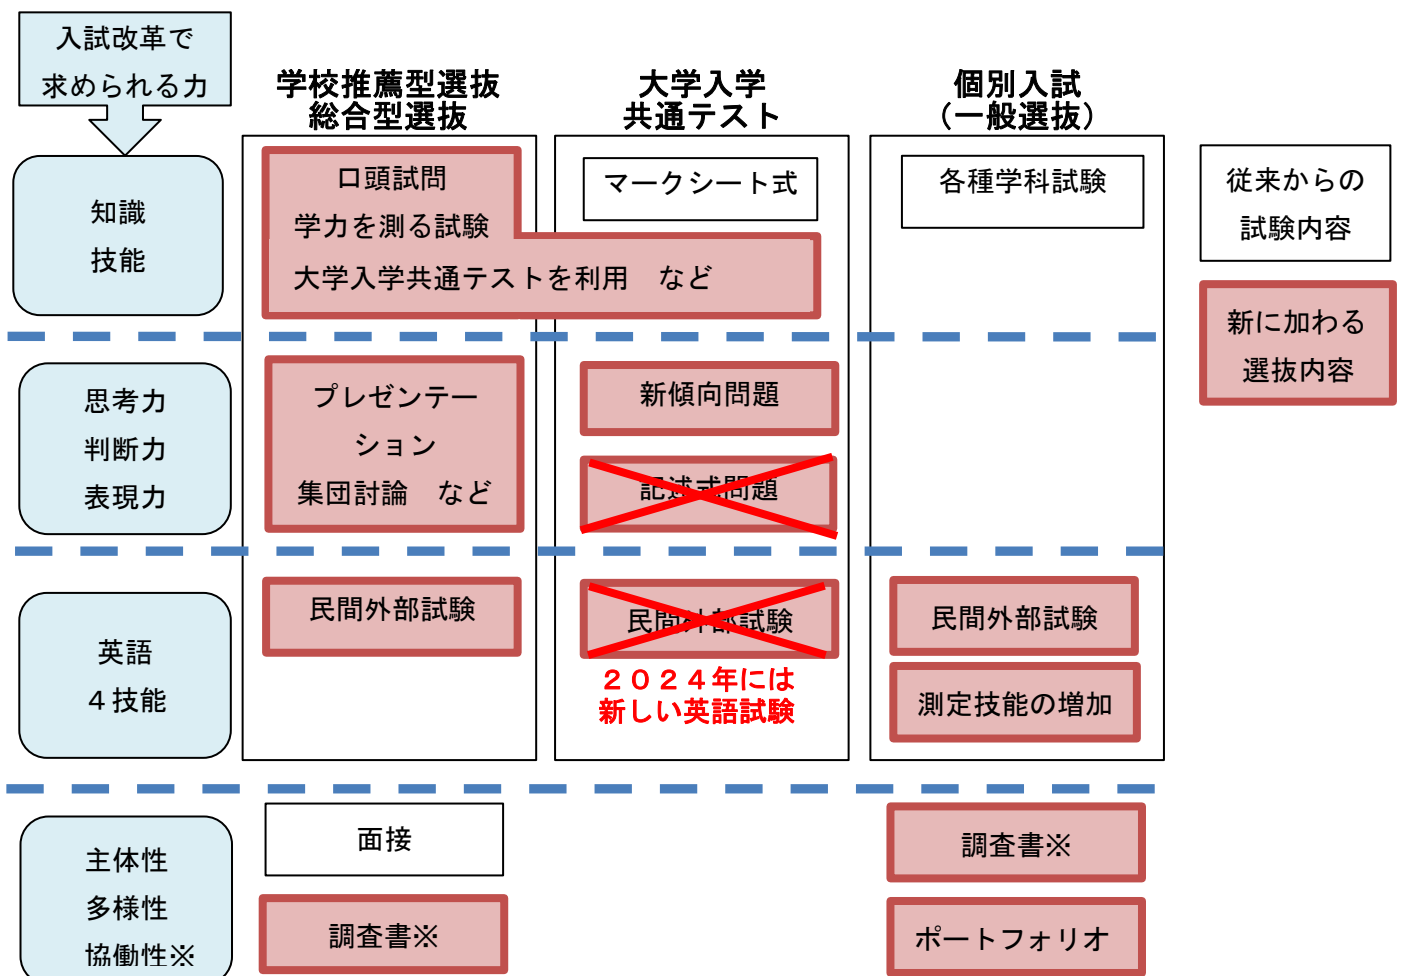 入試改革で
求められる力
学校推薦型選抜
総合型選抜
大学入学
共通テスト
個別入試
（一般選抜）
知識
技能
口頭試問
学力を測る試験
大学入学共通テストを利用　など
マークシート式
各種学科試験
従来からの
試験内容
新に加わる
選抜内容
思考力
判断力
表現力
プレゼンテー
ション
集団討論　など
新傾向問題
記述式問題
英語
４技能
民間外部試験
民間外部試験
２０２４年には
新しい英語試験
民間外部試験
測定技能の増加
主体性
多様性
協働性※
面接
調査書※
調査書※
ポートフォリオ